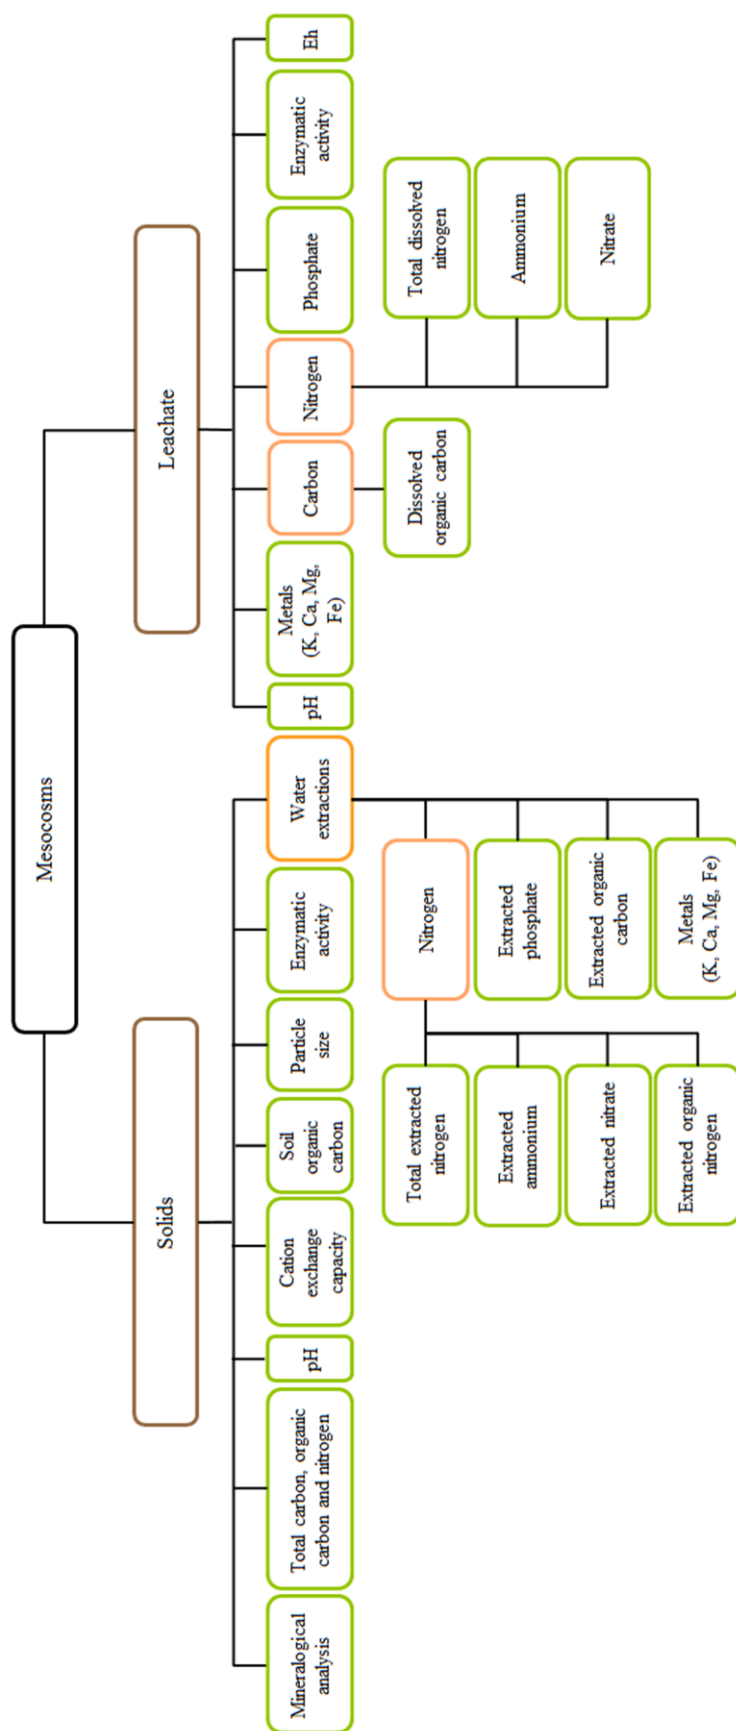 Mesocosms
Solids
Leachate
Mineralogical
analysis
Total carbon, organic
carbon and nitrogen
pH
Cation
exchange
capacity
Soil
organic
carbon
Particle
size
Enzymatic
activity
Water
extractions
pH
Metals
(K, Ca, Mg,
Fe)
Carbon
Nitrogen
Phosphate
Enzymatic
activity
Eh
Total extracted
nitrogen
Nitrogen
Dissolved
organic carbon
Total dissolved
nitrogen
Extracted
ammonium
Extracted
phosphate
Ammonium
Extracted nitrate
Extracted organic
carbon
Nitrate
Extracted organic
nitrogen
Metals
(K, Ca, Mg, Fe)